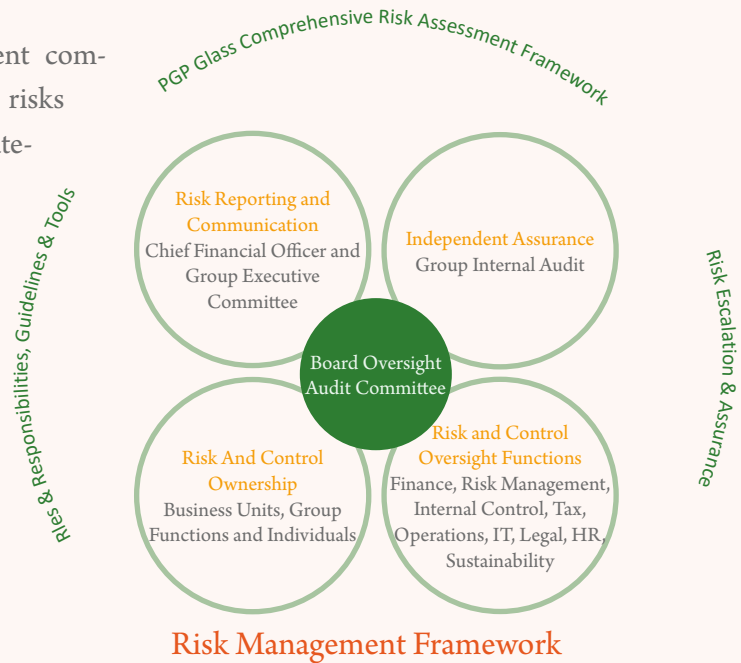 PGP Glass Comprehensive Risk Assessment Framework
ent com-
risks
te-
Rles & Responsibilities, Guidelines & Tools
Risk Reporting and
Communication
Chief Financial Officer and
Group Executive
Committee
Independent Assurance
Group Internal Audit
Risk Escalation & Assurance
Board Oversight
Audit Committee
Risk And Control
Ownership
Business Units, Group
Functions and Individuals
Risk and Control
Oversight Functions
Finance, Risk Management,
Internal Control, Tax,
Operations, IT, Legal, HR,
Sustainability
Risk Management Framework